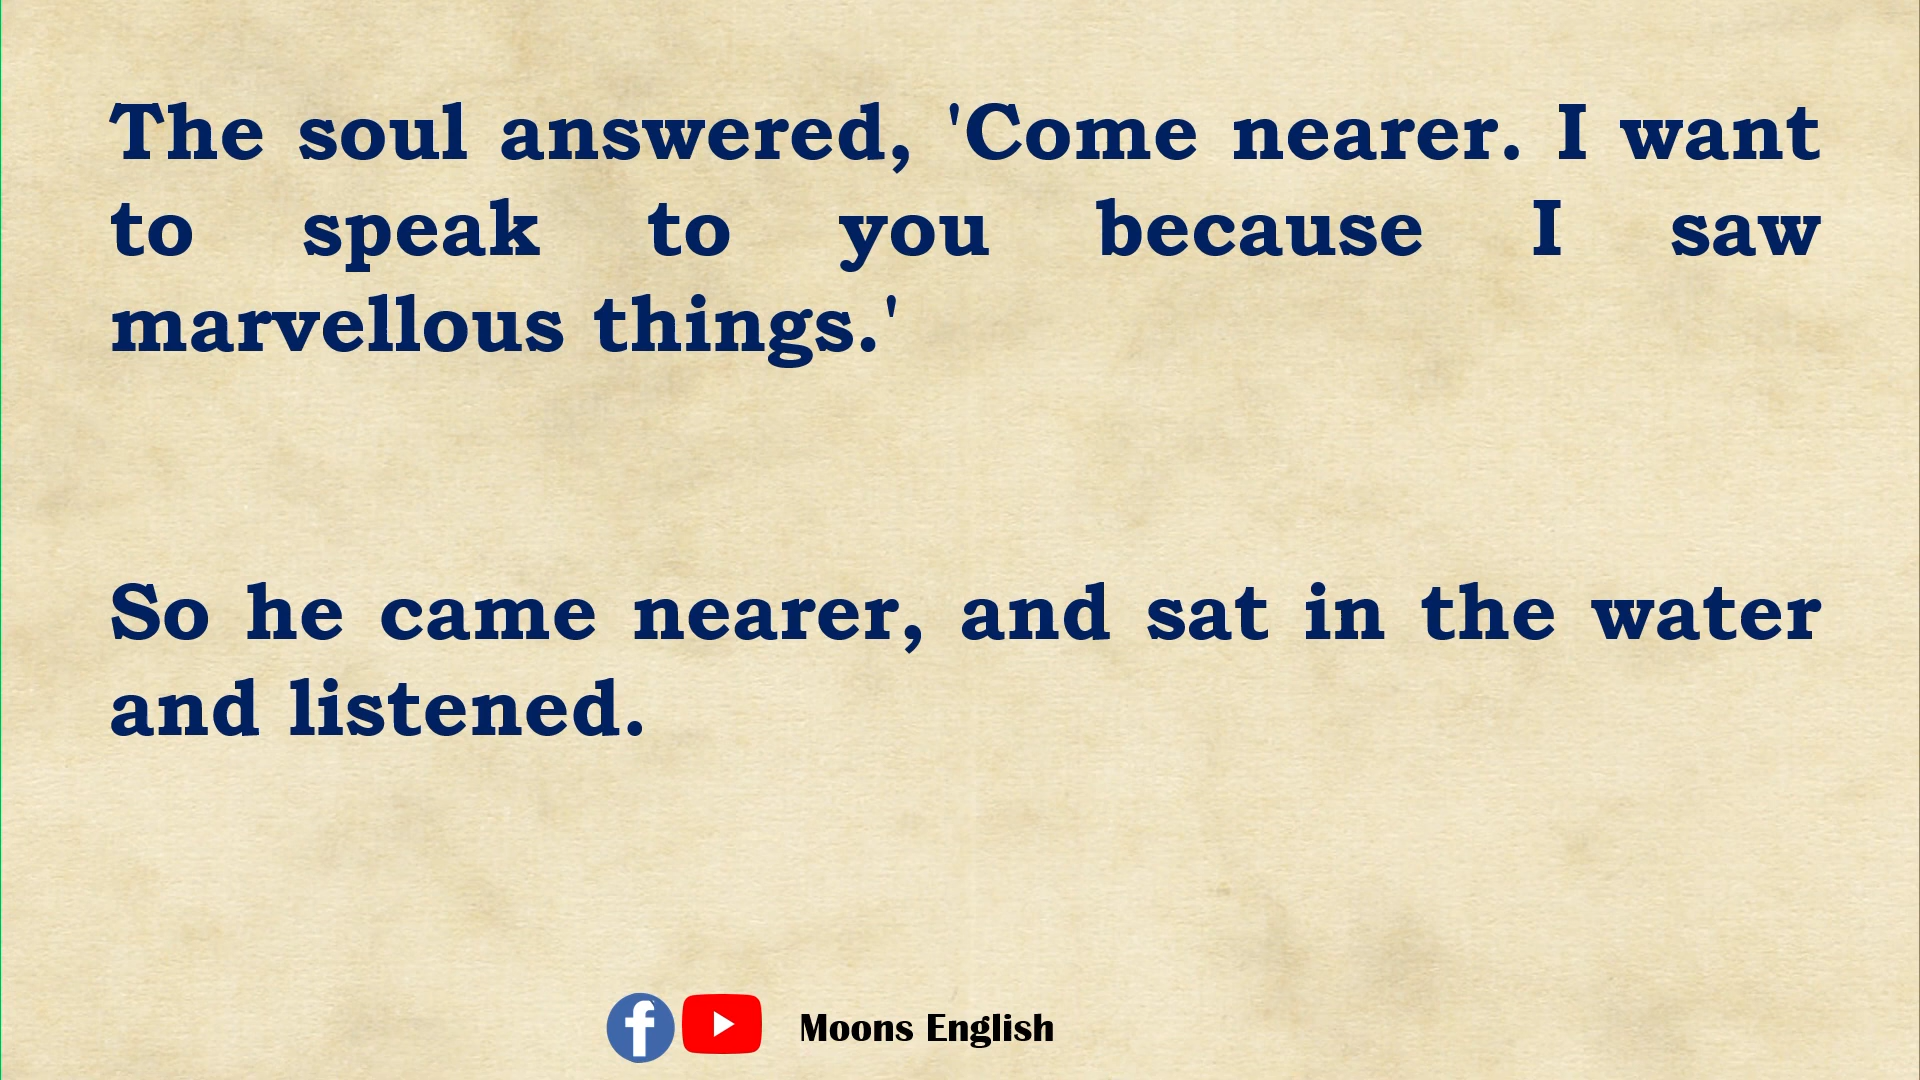 The soul answered, 'Come nearer. I want
to speak to you because I saw
marvellous things.'
So he came nearer, and sat in the water
and listened.
Moons English